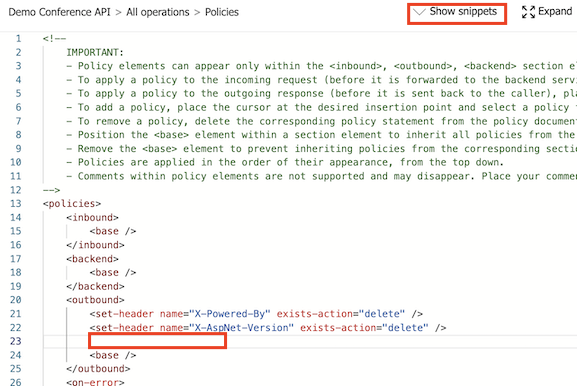 Demo Conference API > All operations > Policies
Show snippets
Expand
1 <!--
2 IMPORTANT:
3 - Policy elements can appear only within the <inbound>, <outbound>, <backend> section el
4 - To apply a policy to the incoming request (before it is forwarded to the backend servi
5 - To apply a policy to the outgoing response (before it is sent back to the caller), pla
6 - To add a policy, place the cursor at the desired insertion point and select a policy
7 - To remove a policy, delete the corresponding policy statement from the policy document
8 - Position the <base> element within a section element to inherit all policies from the
9 - Remove the <base> element to prevent inheriting policies from the corresponding sectio
10 - Policies are applied in the order of their appearance, from the top down.
11 - Comments within policy elements are not supported and may disappear. Place your comme
12 -->
13 <policies>
14 <inbound>
15 <base />
16 </inbound>
17 <backend>
18 <base />
19 </backend>
20 <outbound>
21 <set-header name="X-Powered-By" exists-action="delete" />
22 <set-header name="X-AspNet-Version" exists-action="delete" />
23
24 <base />
25 </outbound>
26 <on-error>